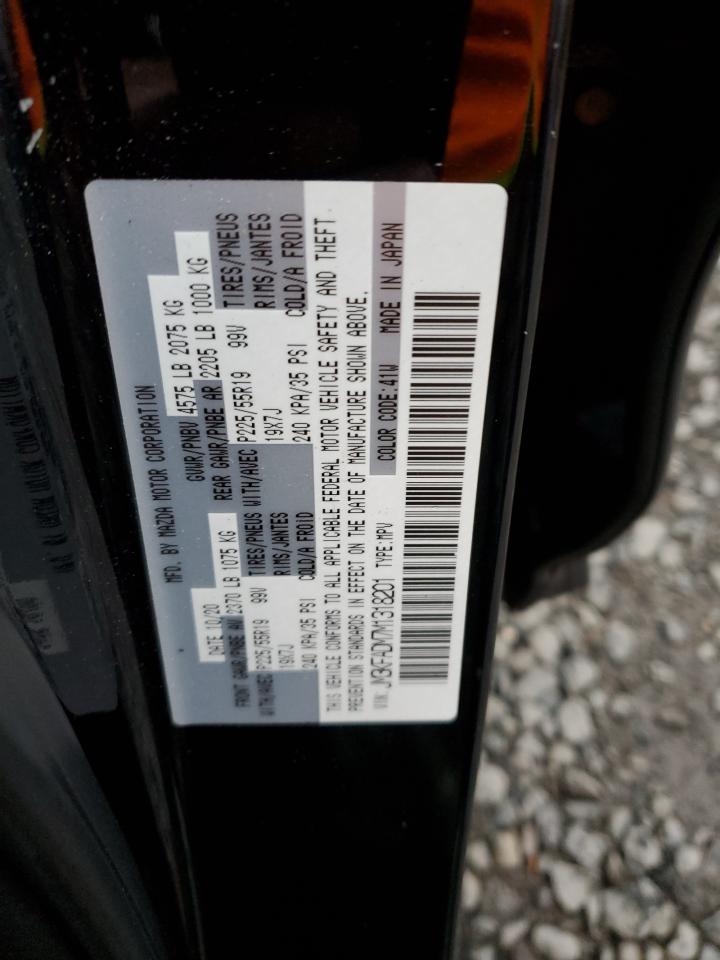 MFD. BY MAZDA MOTOR CORPORATION
DATE 10/20 GVWR/PNBV 4575 LB 2075 KG
FRONT GAWR/PNBE AV 2370 LB 1075 KG REAR GAWR/PNBE AR 2205 LB 1000 KG
WITH/AVEC P225/55R19 99V TIRES/PNEUS WITH/AVEC P225/55R19 99V TIRES/PNEUS
19X7J RIMS/JANTES 19X7J RIMS/JANTES
240 KPA/35 PSI COLD/A FROID 240 KPA/35 PSI COLD/A FROID
THIS VEHICLE CONFORMS TO ALL APPLICABLE FEDERAL MOTOR VEHICLE SAFETY AND THEFT
PREVENTION STANDARDS IN EFFECT ON THE DATE OF MANUFACTURE SHOWN ABOVE.
VIN: JM3KFADM7M1318201 TYPE:MPV COLOR CODE:41W MADE IN JAPAN